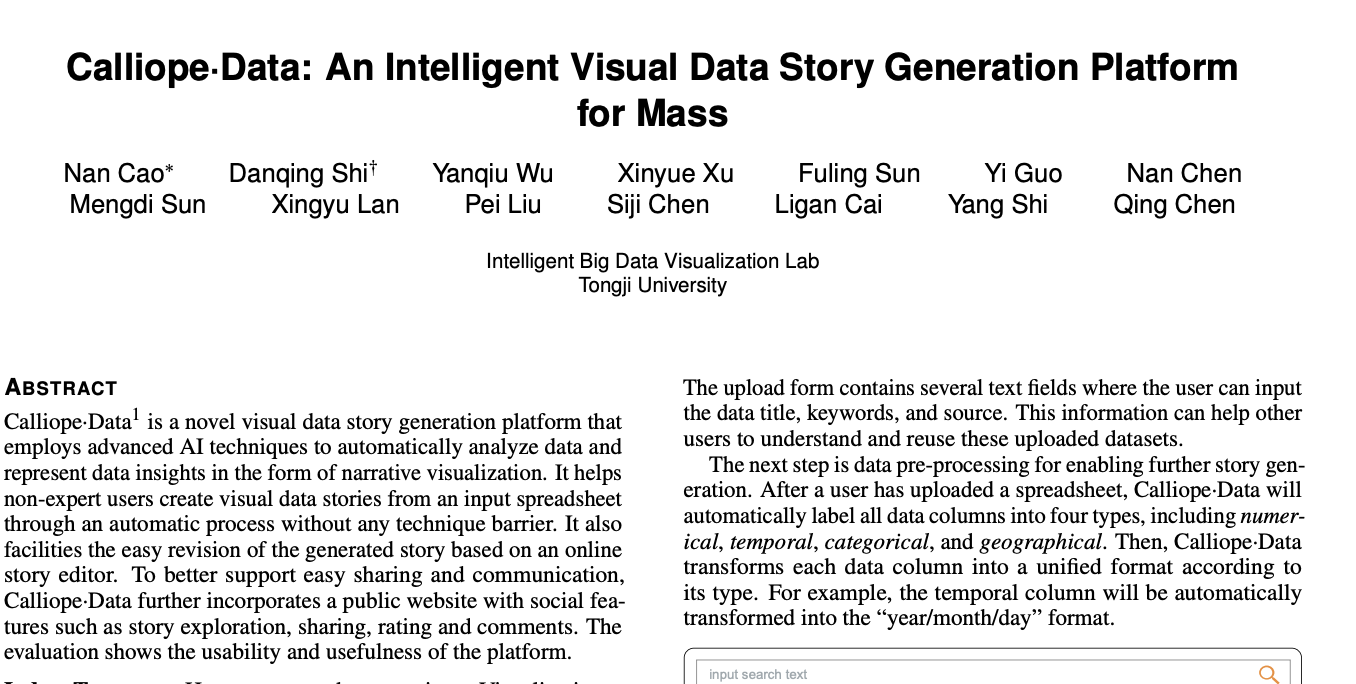 Calliope·Data: An Intelligent Visual Data Story Generation Platform
for Mass
Nan Cao* Danqing Shi† Yanqiu Wu Xinyue Xu Fuling Sun Yi Guo Nan Chen
Mengdi Sun Xingyu Lan Pei Liu Siji Chen Ligan Cai Yang Shi Qing Chen
Intelligent Big Data Visualization Lab
Tongji University
ABSTRACT
Calliope·Data1 is a novel visual data story generation platform that
employs advanced AI techniques to automatically analyze data and
represent data insights in the form of narrative visualization. It helps
non-expert users create visual data stories from an input spreadsheet
through an automatic process without any technique barrier. It also
facilities the easy revision of the generated story based on an online
story editor. To better support easy sharing and communication,
Calliope·Data further incorporates a public website with social fea-
tures such as story exploration, sharing, rating and comments. The
evaluation shows the usability and usefulness of the platform.
The upload form contains several text fields where the user can input
the data title, keywords, and source. This information can help other
users to understand and reuse these uploaded datasets.
The next step is data pre-processing for enabling further story gen-
eration. After a user has uploaded a spreadsheet, Calliope·Data will
automatically label all data columns into four types, including numer-
ical, temporal, categorical, and geographical. Then, Calliope·Data
transforms each data column into a unified format according to
its type. For example, the temporal column will be automatically
transformed into the “year/month/day” format.
input search text